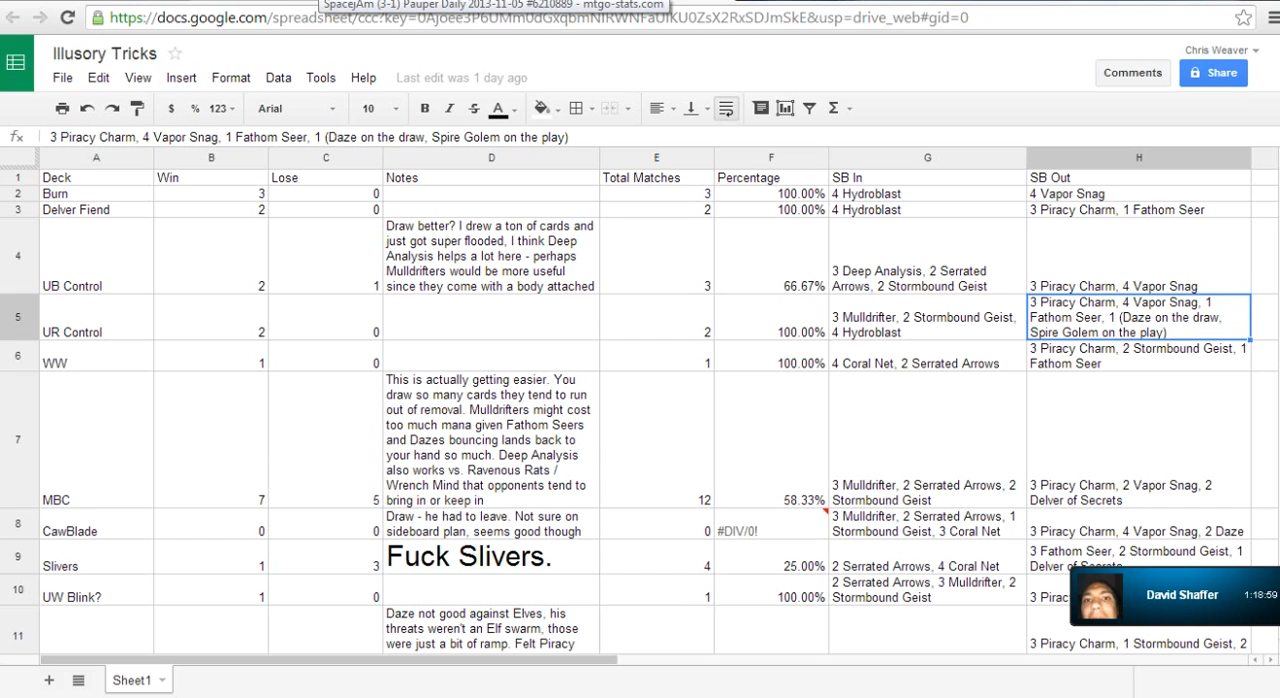 SpaceJam (3-1) Pauper Daily 2013-11-05 #6210889 - mtgo-stats.com
https://docs.google.com/spreadsheet/ccc?key=0Ajoee3P6UMm0dGxqbmNIRWNFaUlKU0ZsX2RxSDJmSkE&usp=drive_web#gid=0
Illusory Tricks
Chris Weaver
File Edit View Insert Format Data Tools Help Last edit was 1 day ago
Comments Share
$ % 123 Arial 10 B I S A Σ
fx 3 Piracy Charm, 4 Vapor Snag, 1 Fathom Seer, 1 (Daze on the draw, Spire Golem on the play)
A B C D E F G H
1 Deck Win Lose Notes Total Matches Percentage SB In SB Out
2 Burn 3 0 3 100.00% 4 Hydroblast 4 Vapor Snag
3 Delver Fiend 2 0 2 100.00% 4 Hydroblast 3 Piracy Charm, 1 Fathom Seer
Draw better? I drew a ton of cards and
just got super flooded, I think Deep
4 Analysis helps a lot here - perhaps
Mulldrifters would be more useful 3 Deep Analysis, 2 Serrated
UB Control 2 1 since they come with a body attached 3 66.67% Arrows, 2 Stormbound Geist 3 Piracy Charm, 4 Vapor Snag
3 Piracy Charm, 4 Vapor Snag, 1
5 3 Mulldrifter, 2 Stormbound Geist, Fathom Seer, 1 (Daze on the draw,
UR Control 2 0 2 100.00% 4 Hydroblast Spire Golem on the play)
6 3 Piracy Charm, 2 Stormbound Geist, 1
WW 1 0 1 100.00% 4 Coral Net, 2 Serrated Arrows Fathom Seer
This is actually getting easier. You
draw so many cards they tend to run
out of removal. Mulldrifters might cost
too much mana given Fathom Seers
7 and Dazes bouncing lands back to
your hand so much. Deep Analysis
also works vs. Ravenous Rats /
Wrench Mind that opponents tend to 3 Mulldrifter, 2 Serrated Arrows, 2 3 Piracy Charm, 2 Vapor Snag, 2
MBC 7 5 bring in or keep in 12 58.33% Stormbound Geist Delver of Secrets
8 Draw - he had to leave. Not sure on 3 Mulldrifter, 2 Serrated Arrows, 1
CawBlade 0 0 sideboard plan, seems good though 0 #DIV/0! Stormbound Geist, 3 Coral Net 3 Piracy Charm, 4 Vapor Snag, 2 Daze
9 Fuck Slivers. 3 Fathom Seer, 2 Stormbound Geist, 1
Slivers 1 3 4 25.00% 2 Serrated Arrows, 4 Coral Net Delver of Secrets
10 2 Serrated Arrows, 3 Mulldrifter, 2
UW Blink? 1 0 1 100.00% Stormbound Geist 3 Pirac
Daze not good against Elves, his
threats weren't an Elf swarm, those
11 were just a bit of ramp. Felt Piracy 3 Piracy Charm, 1 Stormbound Geist, 2
David Shaffer 1:18:59
Sheet1